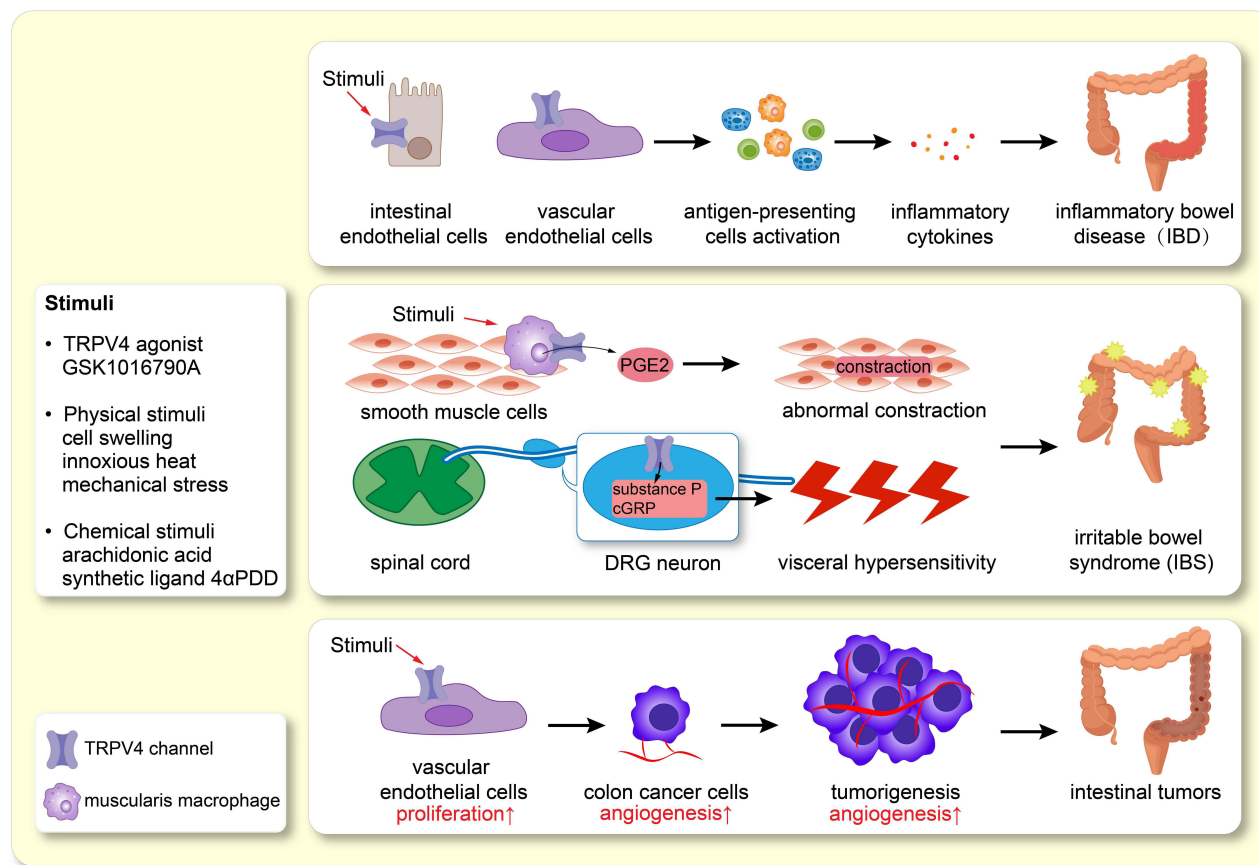 Stimuli
intestinal
endothelial cells
vascular
endothelial cells
antigen-presenting
cells activation
inflammatory
cytokines
inflammatory bowel
disease（IBD）
Stimuli
• TRPV4 agonist
GSK1016790A
• Physical stimuli
cell swelling
innoxious heat
mechanical stress
• Chemical stimuli
arachidonic acid
synthetic ligand 4αPDD
Stimuli
PGE2
constraction
smooth muscle cells
abnormal constraction
substance P
cGRP
spinal cord
DRG neuron
visceral hypersensitivity
irritable bowel
syndrome (IBS)
Stimuli
vascular
endothelial cells
proliferation↑
colon cancer cells
angiogenesis↑
tumorigenesis
angiogenesis↑
intestinal tumors
TRPV4 channel
muscularis macrophage